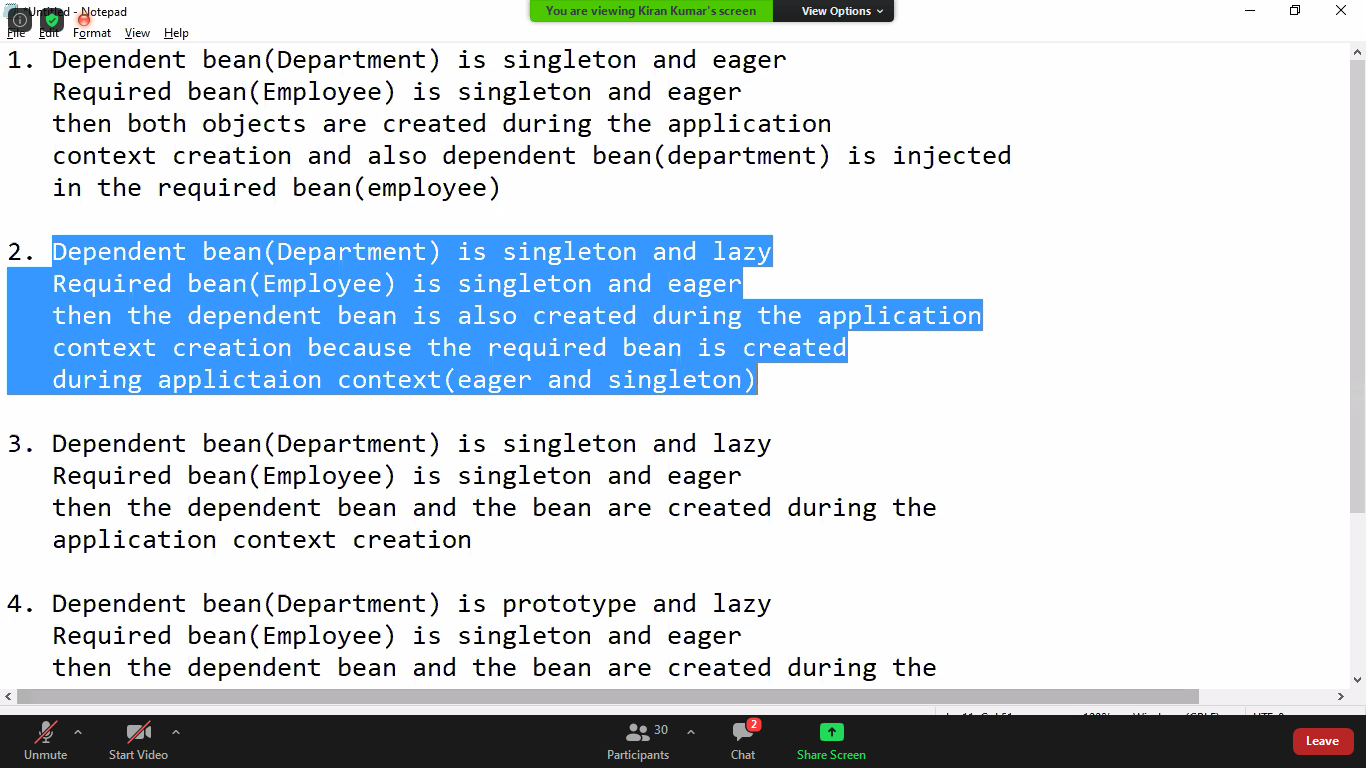 *Untitled - Notepad
You are viewing Kiran Kumar's screen
View Options
File Edit Format View Help
1. Dependent bean(Department) is singleton and eager
Required bean(Employee) is singleton and eager
then both objects are created during the application
context creation and also dependent bean(department) is injected
in the required bean(employee)
2. Dependent bean(Department) is singleton and lazy
Required bean(Employee) is singleton and eager
then the dependent bean is also created during the application
context creation because the required bean is created
during applictaion context(eager and singleton)
3. Dependent bean(Department) is singleton and lazy
Required bean(Employee) is singleton and eager
then the dependent bean and the bean are created during the
application context creation
4. Dependent bean(Department) is prototype and lazy
Required bean(Employee) is singleton and eager
then the dependent bean and the bean are created during the
Unmute
Start Video
30
Participants
2
Chat
Share Screen
Leave